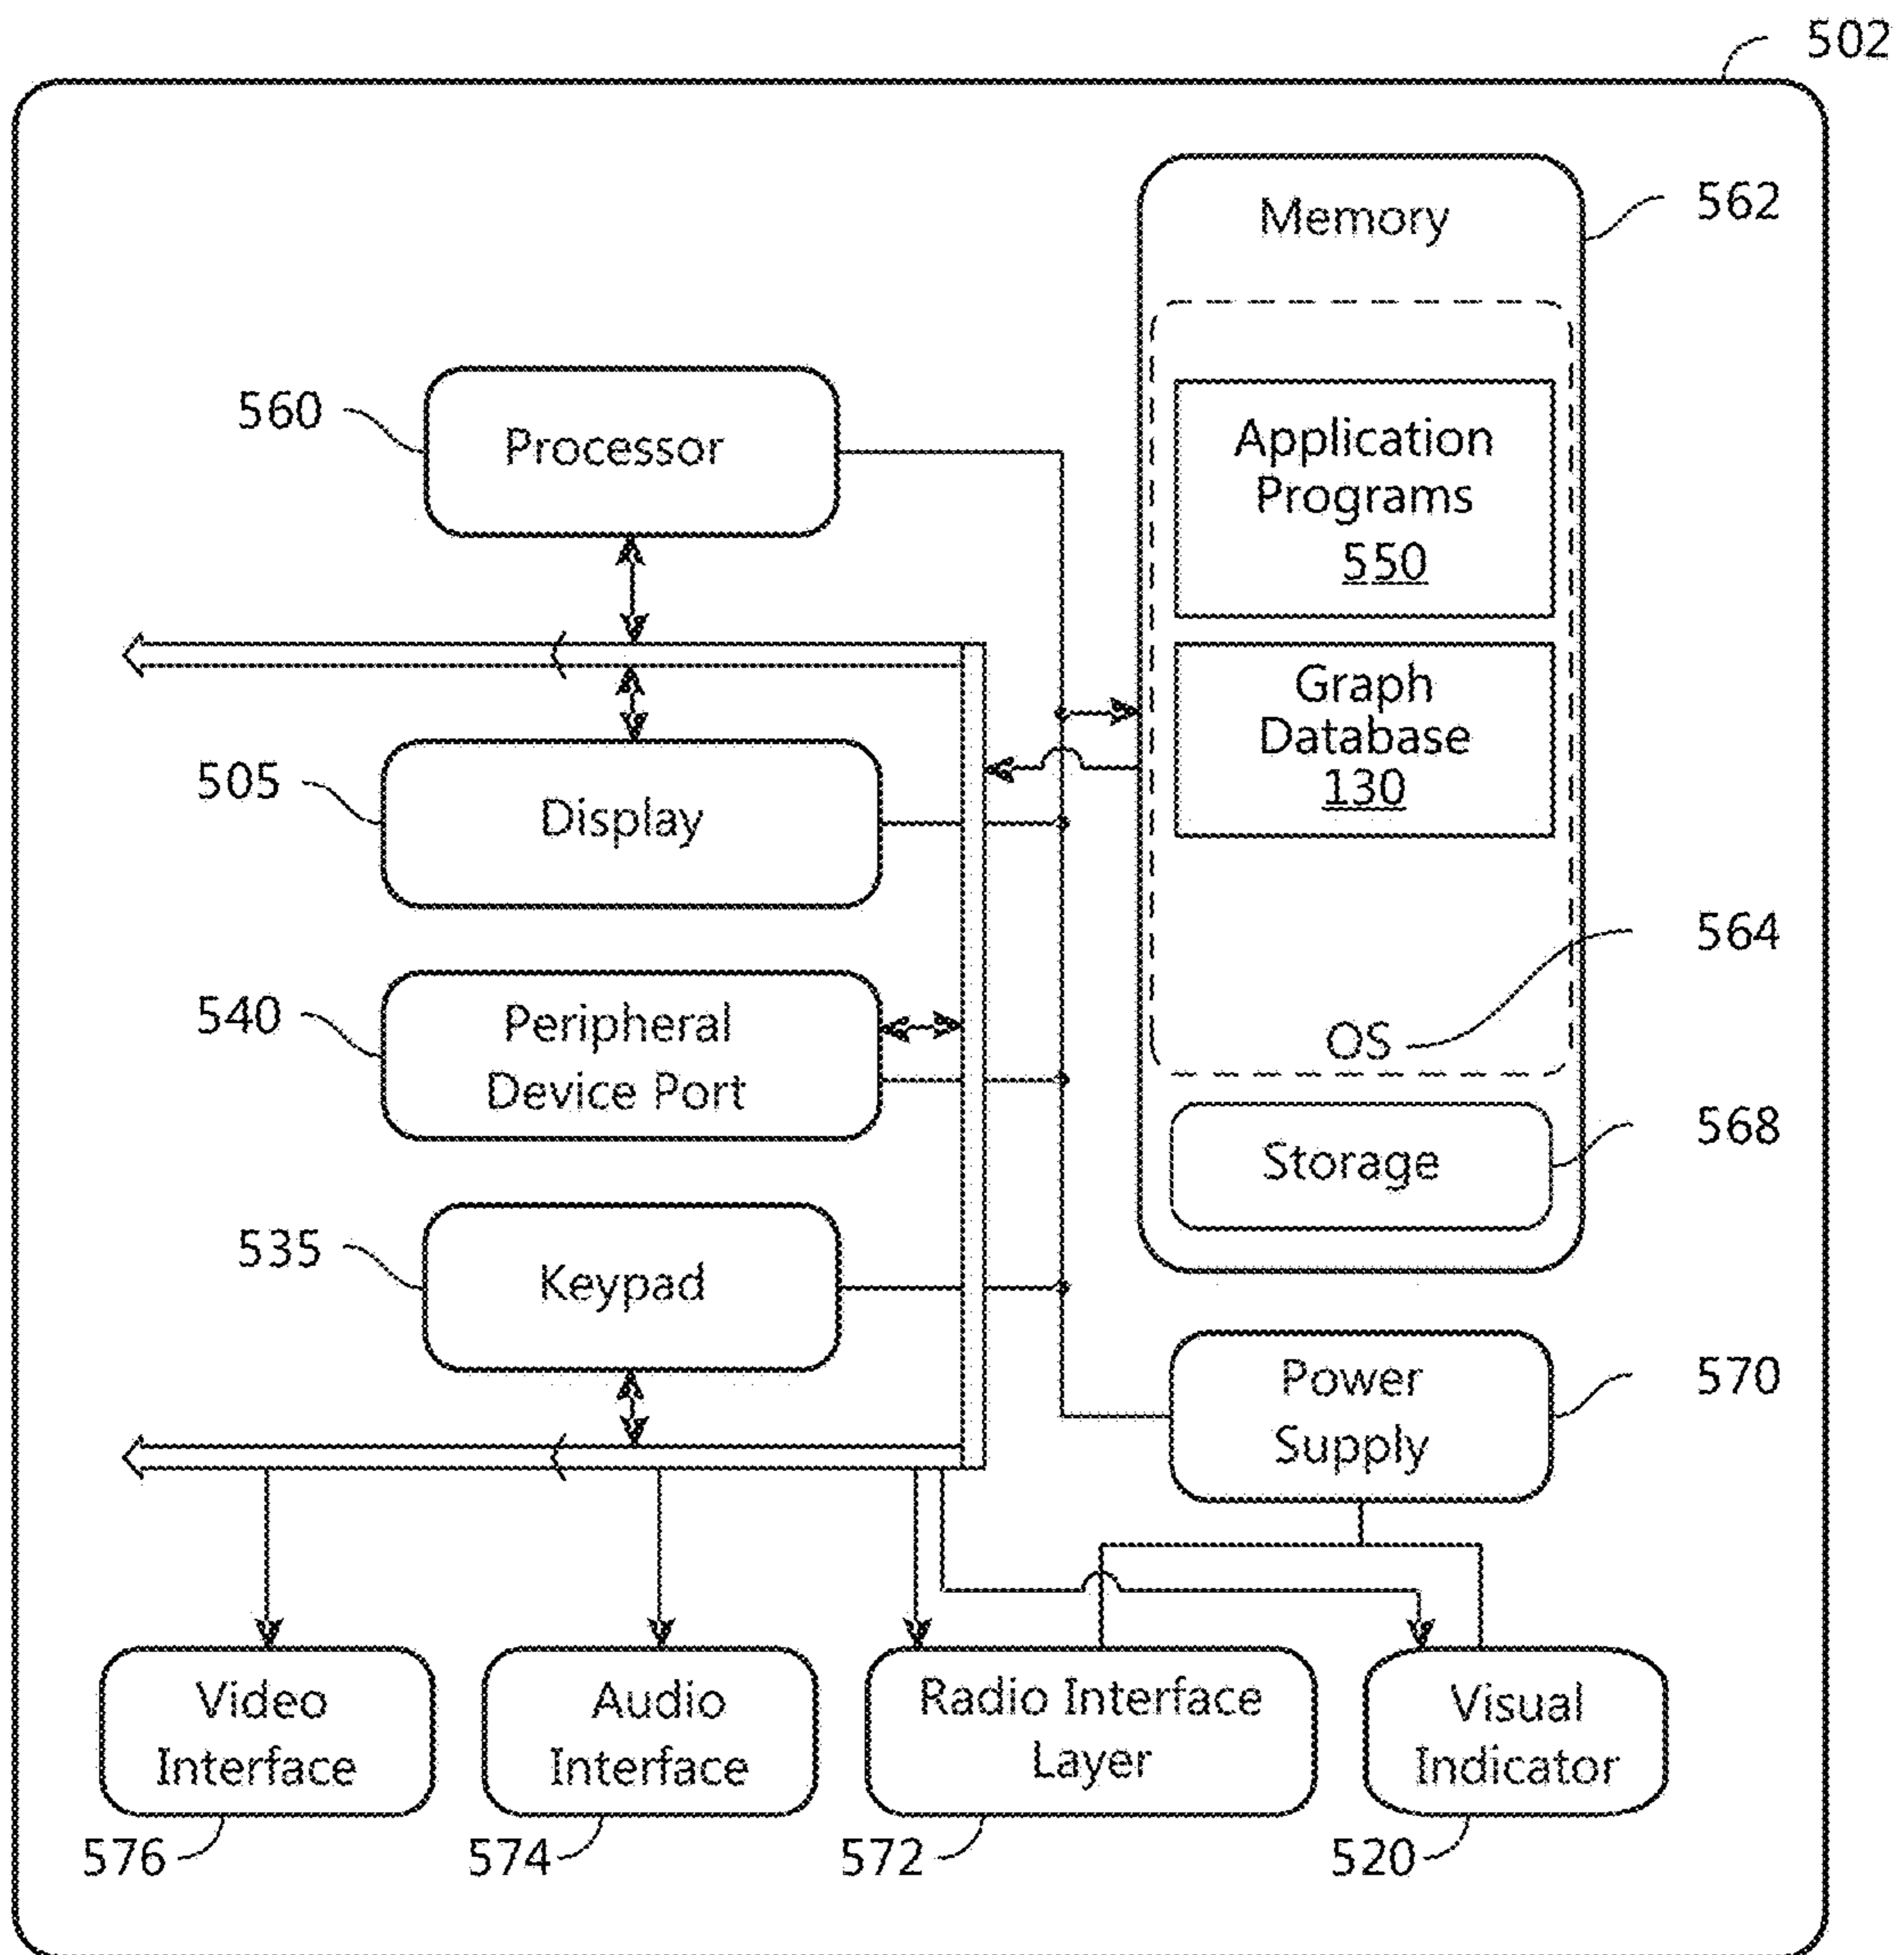 502
Memory
562
Application
Programs
550
560
Processor
Graph
Database
130
505
Display
564
OS
540
Peripheral
Device Port
568
Storage
535
Keypad
Power
Supply
570
Video
Interface
576
Audio
Interface
574
Radio Interface
Layer
572
Visual
Indicator
520